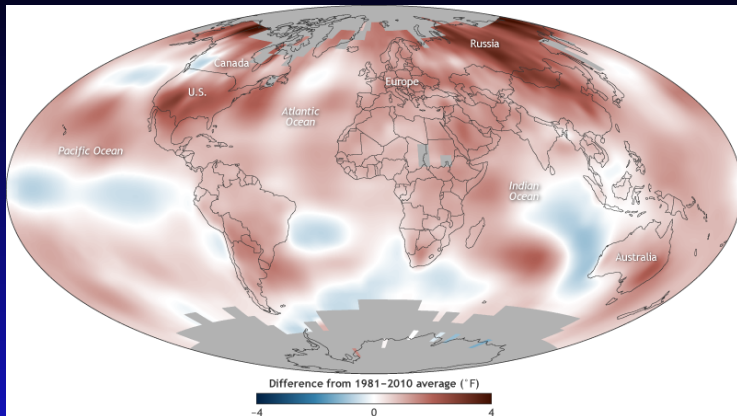 Russia
Canada
Europe
U.S.
Atlantic
Ocean
Pacific Ocean
Indian
Ocean
Australia
Difference from 1981–2010 average (°F)
-4 0 4